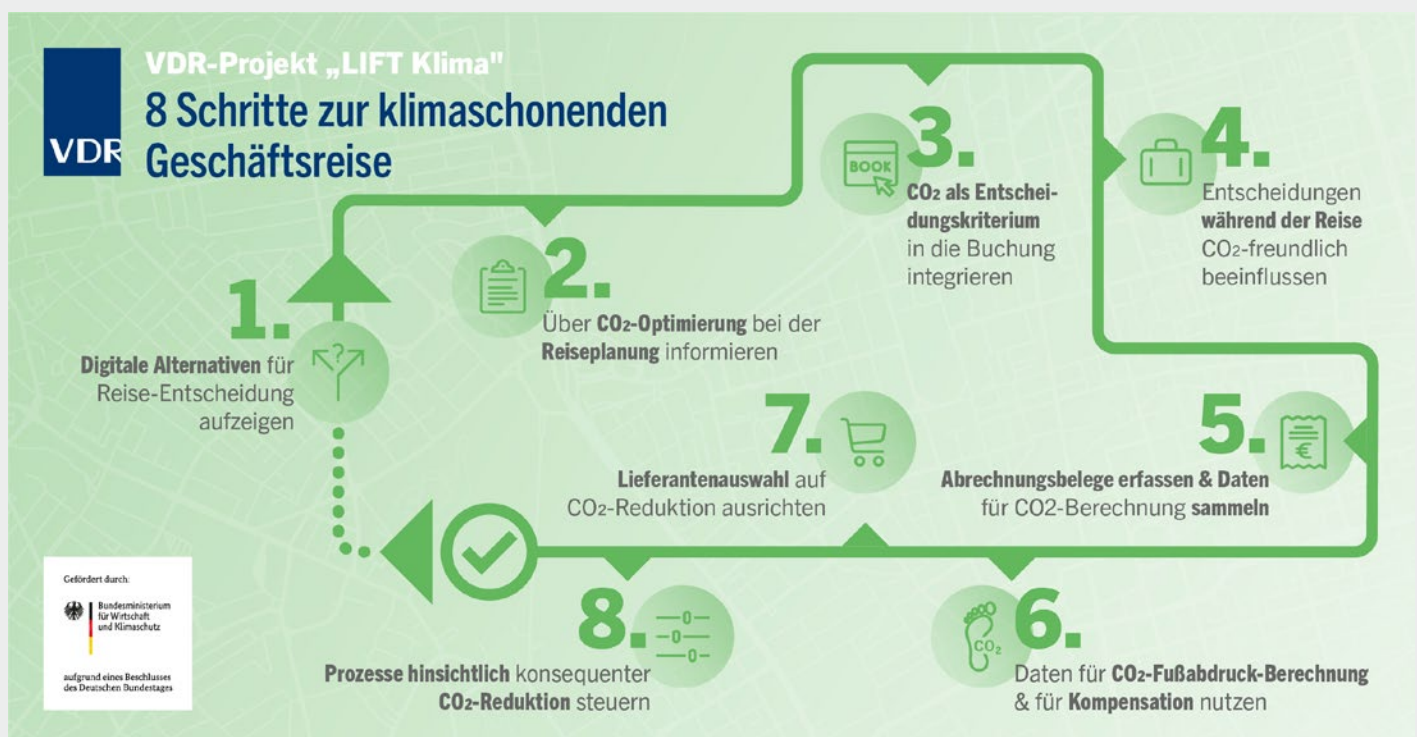 VDR
VDR-Projekt „LIFT Klima"
8 Schritte zur klimaschonenden
Geschäftsreise
1.
Digitale Alternativen für
Reise-Entscheidung
aufzeigen
?
2.
Über CO₂-Optimierung bei der
Reiseplanung informieren
BOOK
3.
CO₂ als Entschei-
dungskriterium
in die Buchung
integrieren
4.
Entscheidungen
während der Reise
CO₂-freundlich
beeinflussen
5.
€
Abrechnungsbelege erfassen & Daten
für CO2-Berechnung sammeln
CO₂
6.
Daten für CO₂-Fußabdruck-Berechnung
& für Kompensation nutzen
7.
Lieferantenauswahl auf
CO₂-Reduktion ausrichten
8.
Prozesse hinsichtlich konsequenter
CO₂-Reduktion steuern
Gefördert durch:
Bundesministerium
für Wirtschaft
und Klimaschutz
aufgrund eines Beschlusses
des Deutschen Bundestages